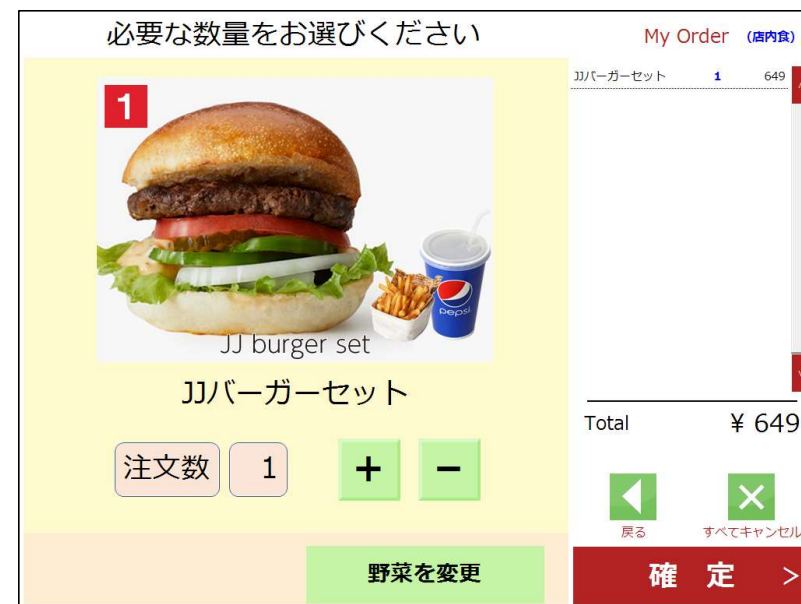 必要な数量をお選びください
1
pepsi
JJ burger set
JJバーガーセット
注文数 1 + −
野菜を変更
My Order (店内食)
JJバーガーセット 1 649
Total ¥ 649
戻る すべてキャンセル
確 定 >